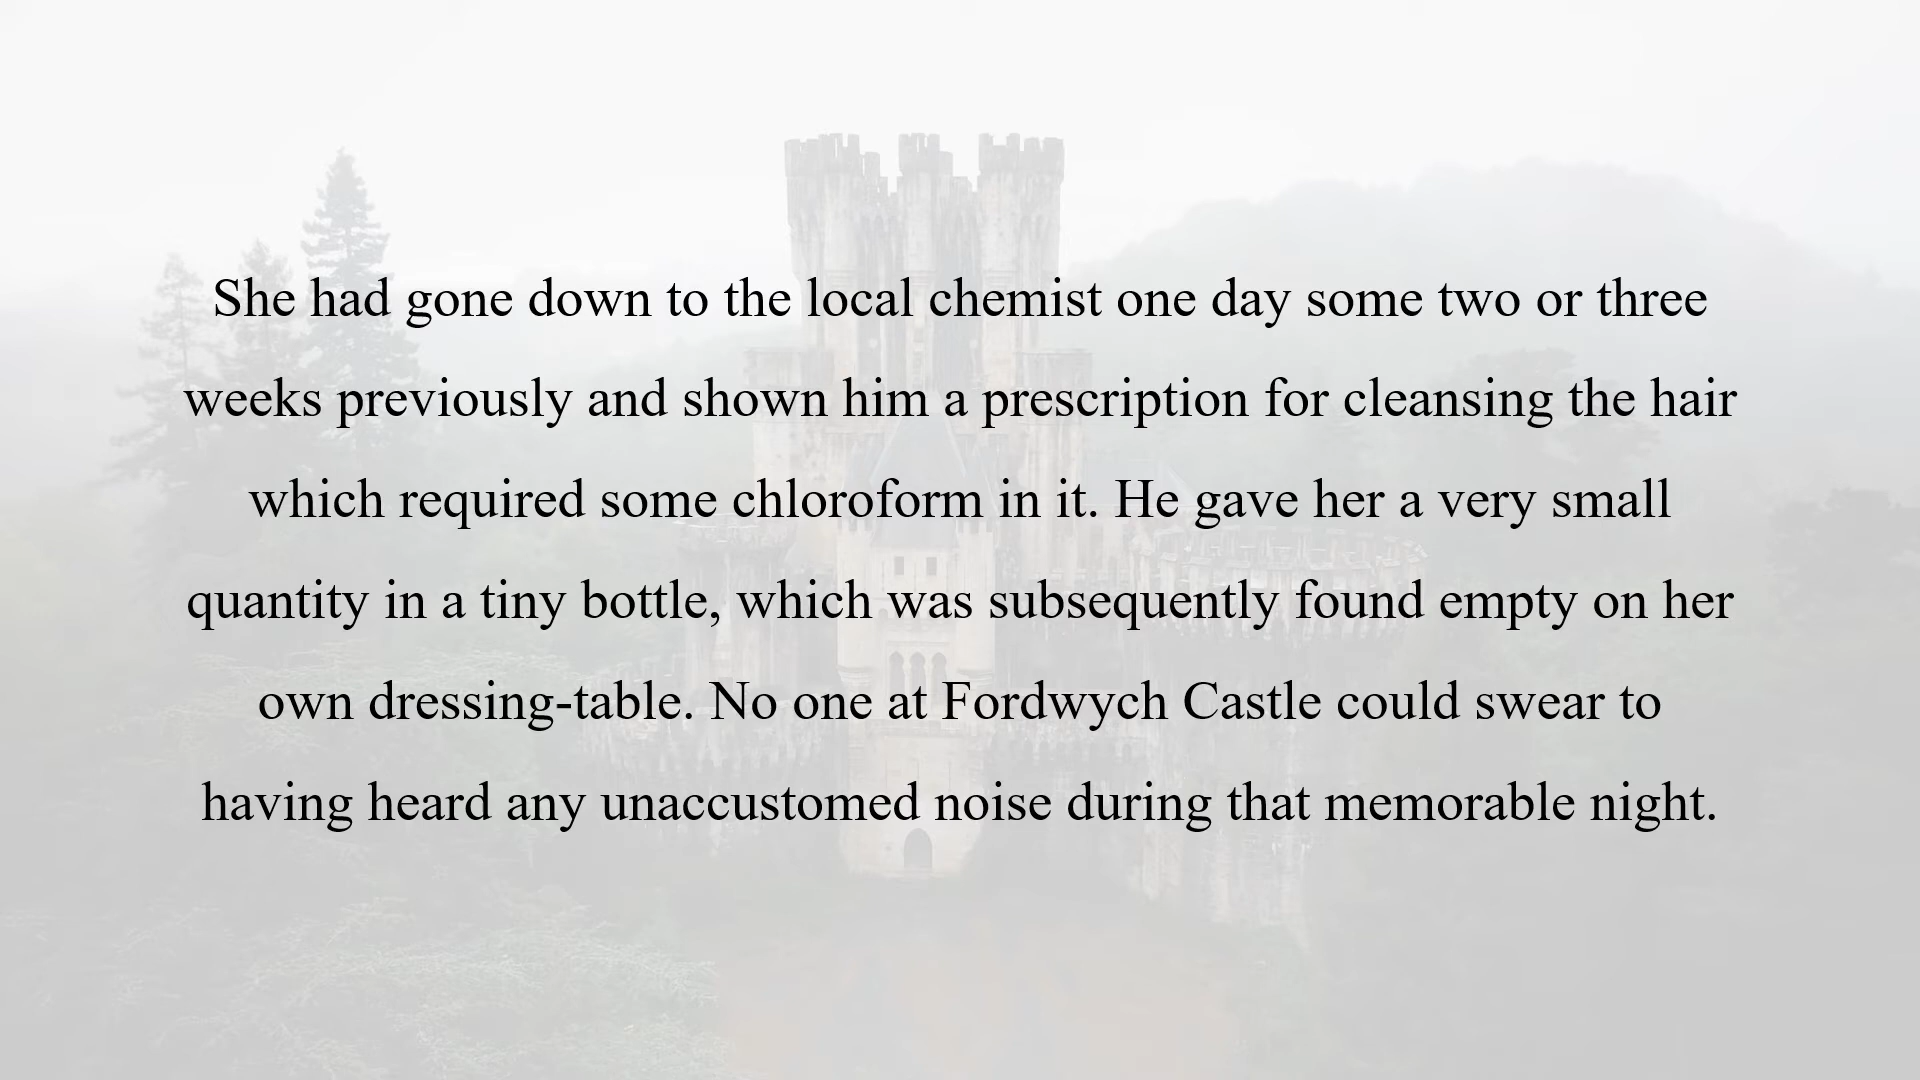 She had gone down to the local chemist one day some two or three
weeks previously and shown him a prescription for cleansing the hair
which required some chloroform in it. He gave her a very small
quantity in a tiny bottle, which was subsequently found empty on her
own dressing-table. No one at Fordwych Castle could swear to
having heard any unaccustomed noise during that memorable night.